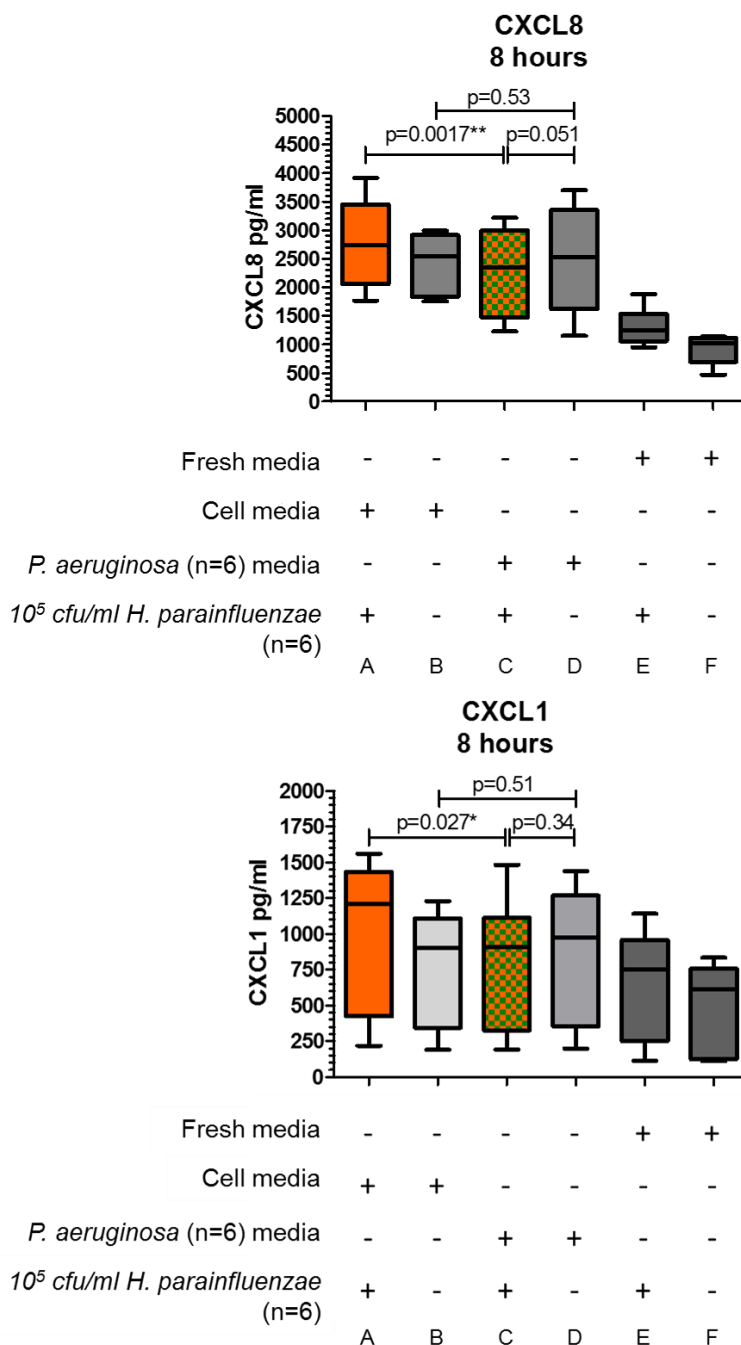 CXCL8
8 hours
p=0.53
p=0.0017** p=0.051
5000
4500
4000
3500
3000
2500
2000
1500
1000
500
0
CXCL8 pg/ml
Fresh media - - - - + +
Cell media + + - - - -
P. aeruginosa (n=6) media - - + + - -
10⁵ cfu/ml H. parainfluenzae + - + - + -
(n=6)
A B C D E F
CXCL1
8 hours
p=0.51
p=0.027* p=0.34
2000
1750
1500
1250
1000
750
500
250
0
CXCL1 pg/ml
Fresh media - - - - + +
Cell media + + - - - -
P. aeruginosa (n=6) media - - + + - -
10⁵ cfu/ml H. parainfluenzae + - + - + -
(n=6)
A B C D E F